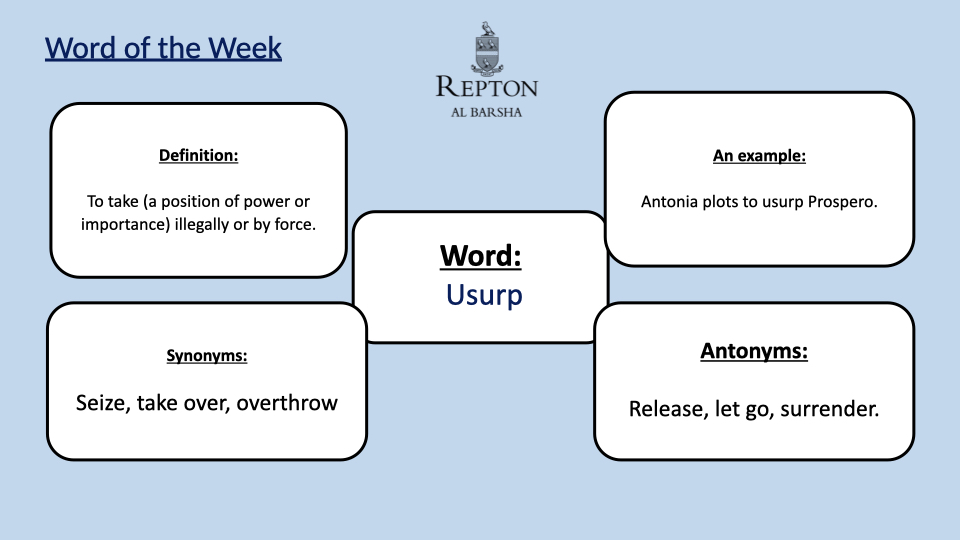 Word of the Week
REPTON
AL BARSHA
Definition:
To take (a position of power or
importance) illegally or by force.
An example:
Antonia plots to usurp Prospero.
Word:
Usurp
Synonyms:
Seize, take over, overthrow
Antonyms:
Release, let go, surrender.